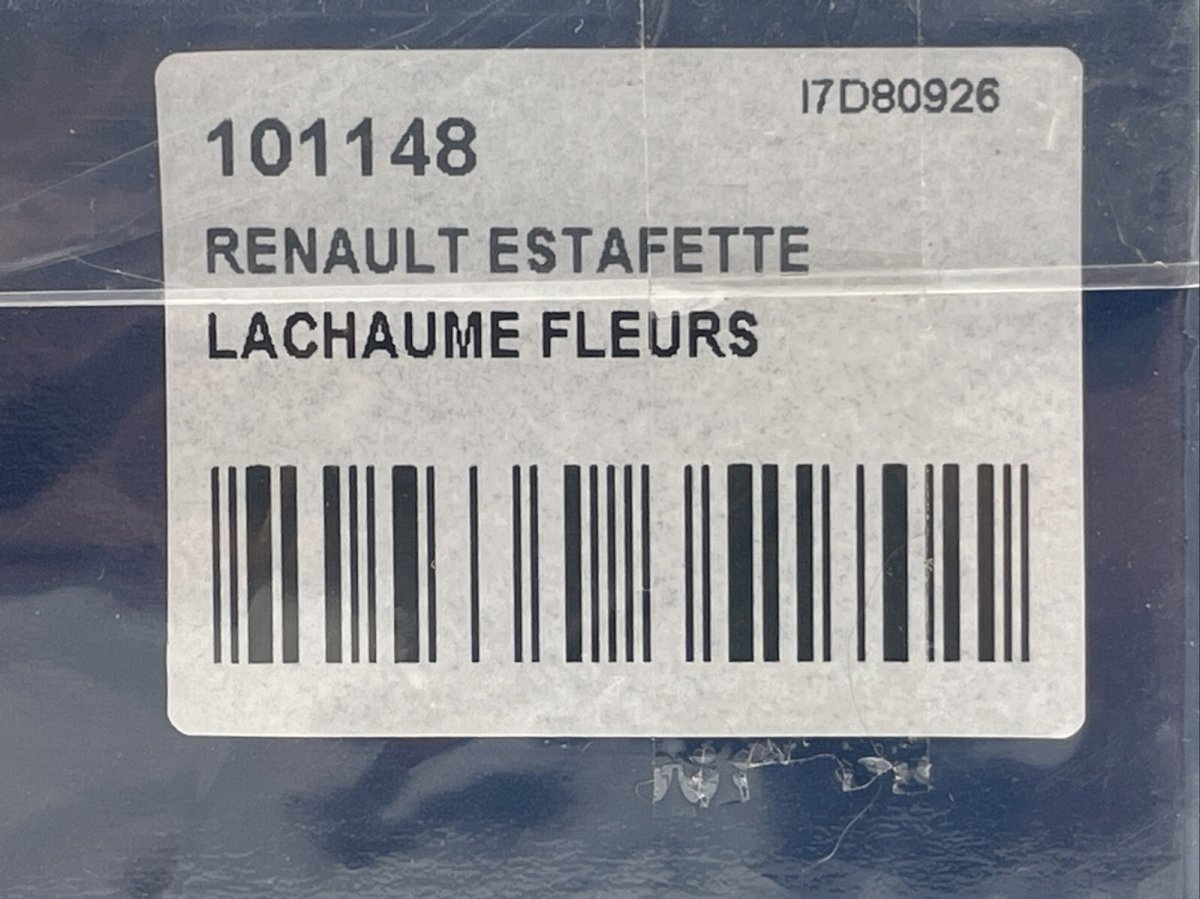 I7D80926
101148
RENAULT ESTAFETTE
LACHAUME FLEURS